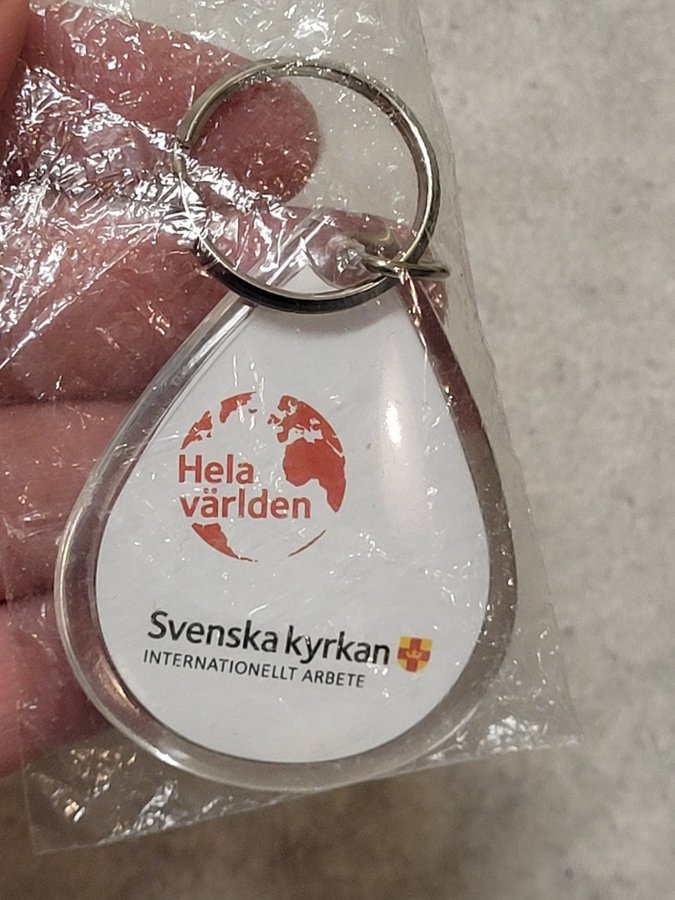 Hela
världen
Svenska kyrkan
INTERNATIONELLT ARBETE